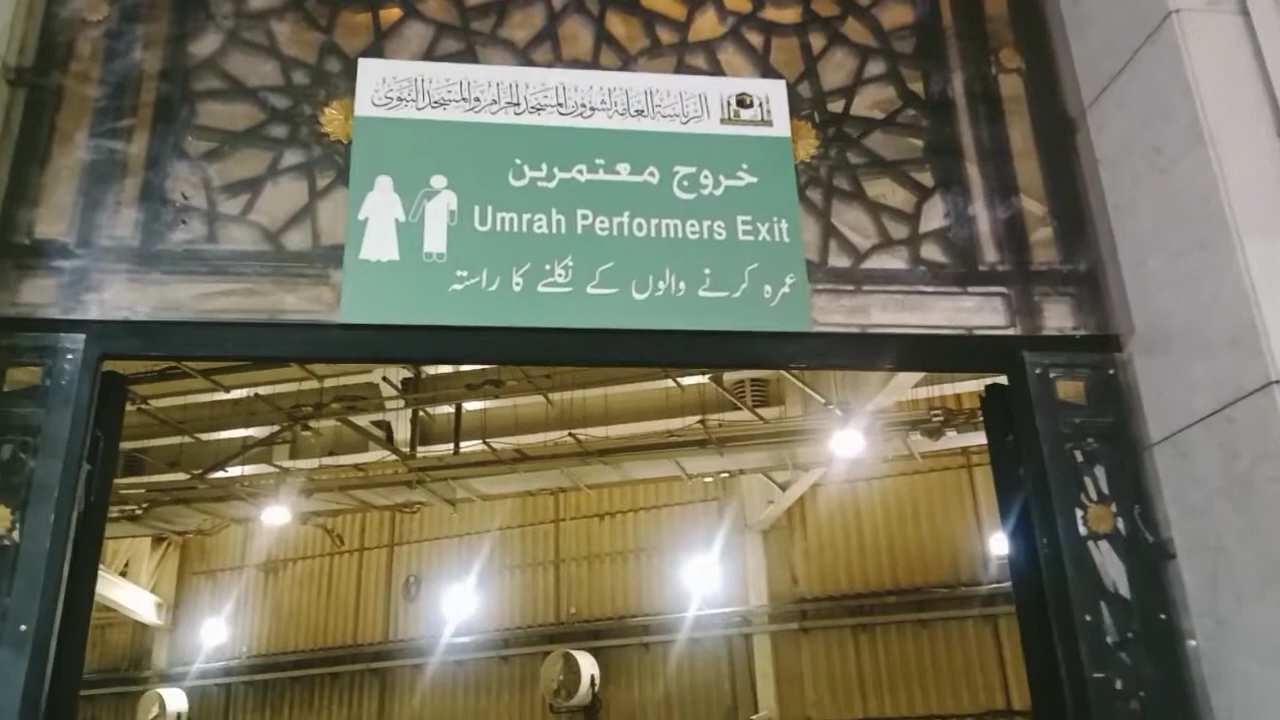 الرئاسة العامة لشؤون المسجد الحرام والمسجد النبوي
خروج معتمرين
Umrah Performers Exit
عمرہ کرنے والوں کے نکلنے کا راستہ